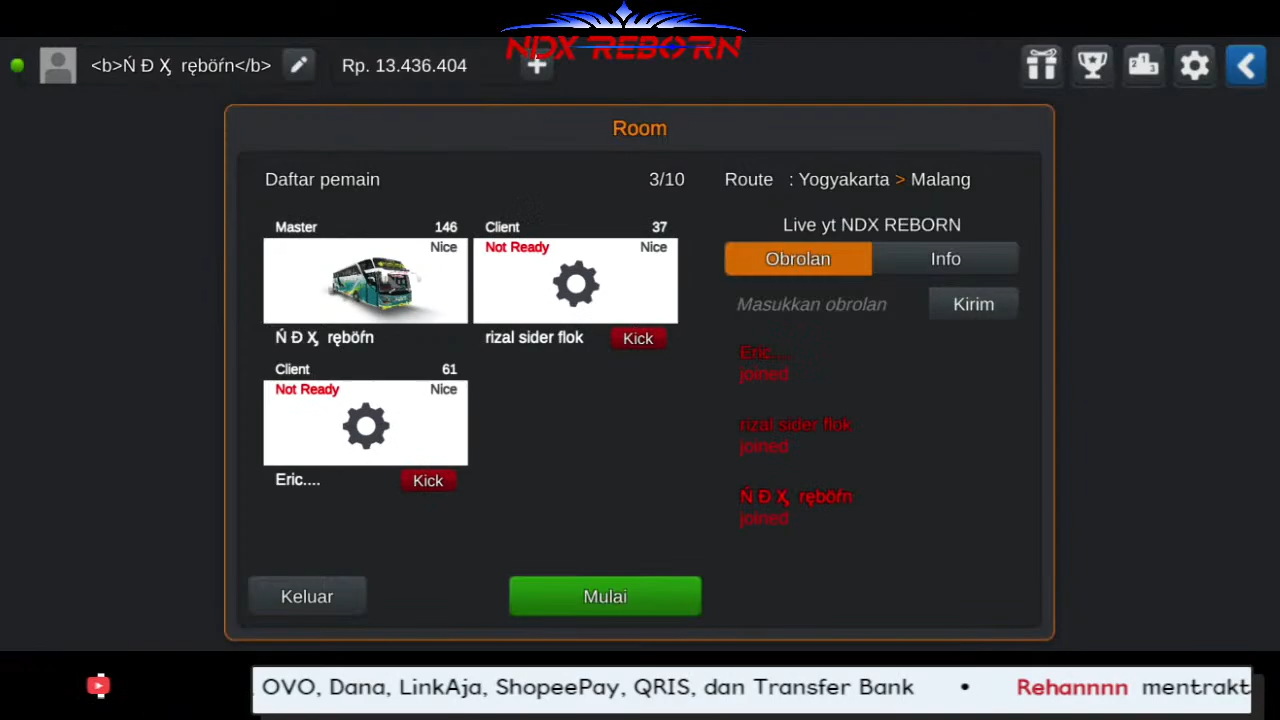 NDX REBORN
<b>Ń Đ Ӽ ręböŕn</b>
Rp. 13.436.404
Room
Daftar pemain 3/10
Route : Yogyakarta > Malang
Live yt NDX REBORN
Obrolan Info
Masukkan obrolan Kirim
Master 146
Nice
Ń Đ Ӽ ręböŕn
Client 37
Not Ready Nice
rizal sider flok Kick
Client 61
Not Ready Nice
Eric.... Kick
Eric....
joined
rizal sider flok
joined
Ń Đ Ӽ ręböŕn
joined
Keluar
Mulai
OVO, Dana, LinkAja, ShopeePay, QRIS, dan Transfer Bank • Rehannnn mentrakt